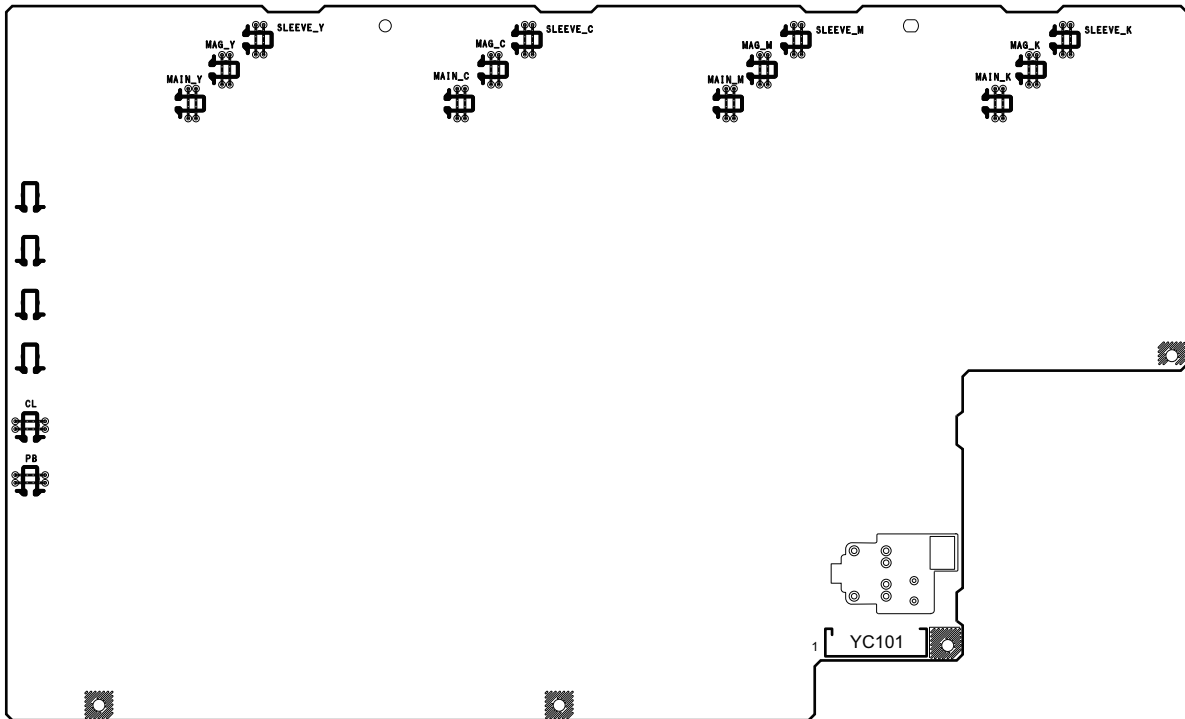 SLEEVE_Y
MAG_Y
MAIN_Y
SLEEVE_C
MAG_C
MAIN_C
SLEEVE_M
MAG_M
MAIN_M
SLEEVE_K
MAG_K
MAIN_K
CL
PB
1 YC101